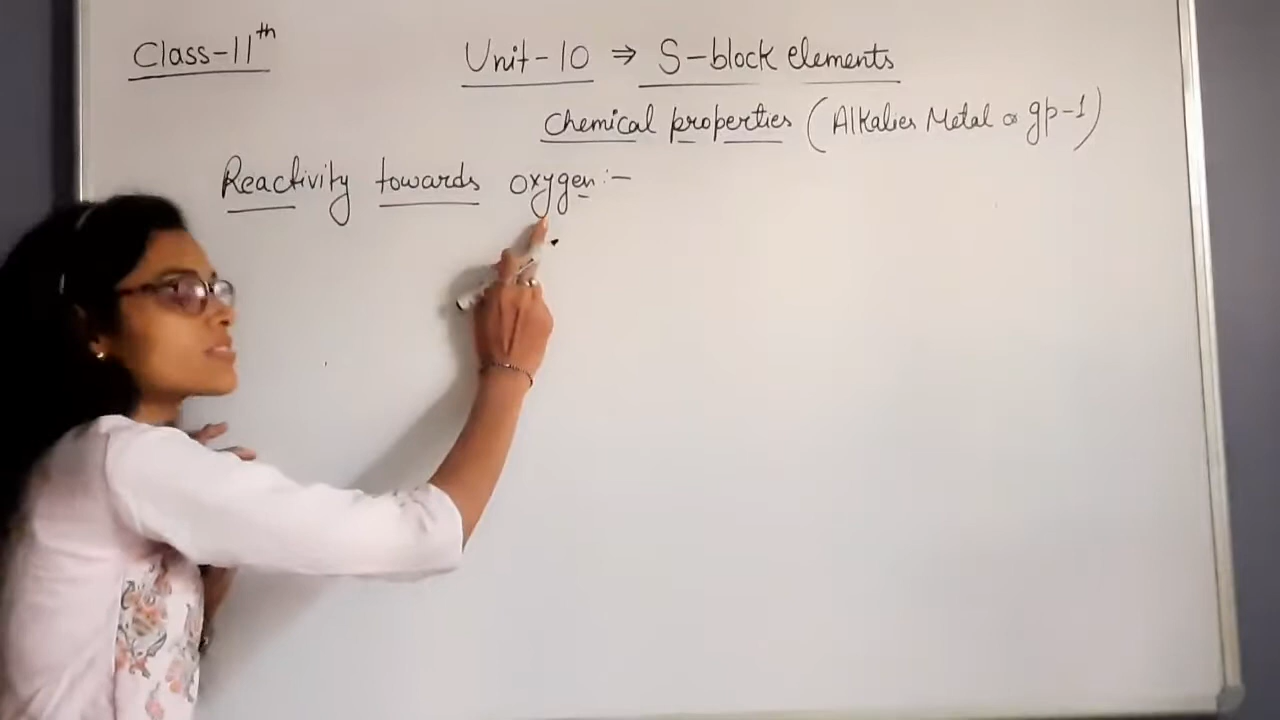 Class-11th
Unit-10 ⇒ S-block elements
Chemical properties (Alkalies Metal or gp-1)
Reactivity towards oxygen:-